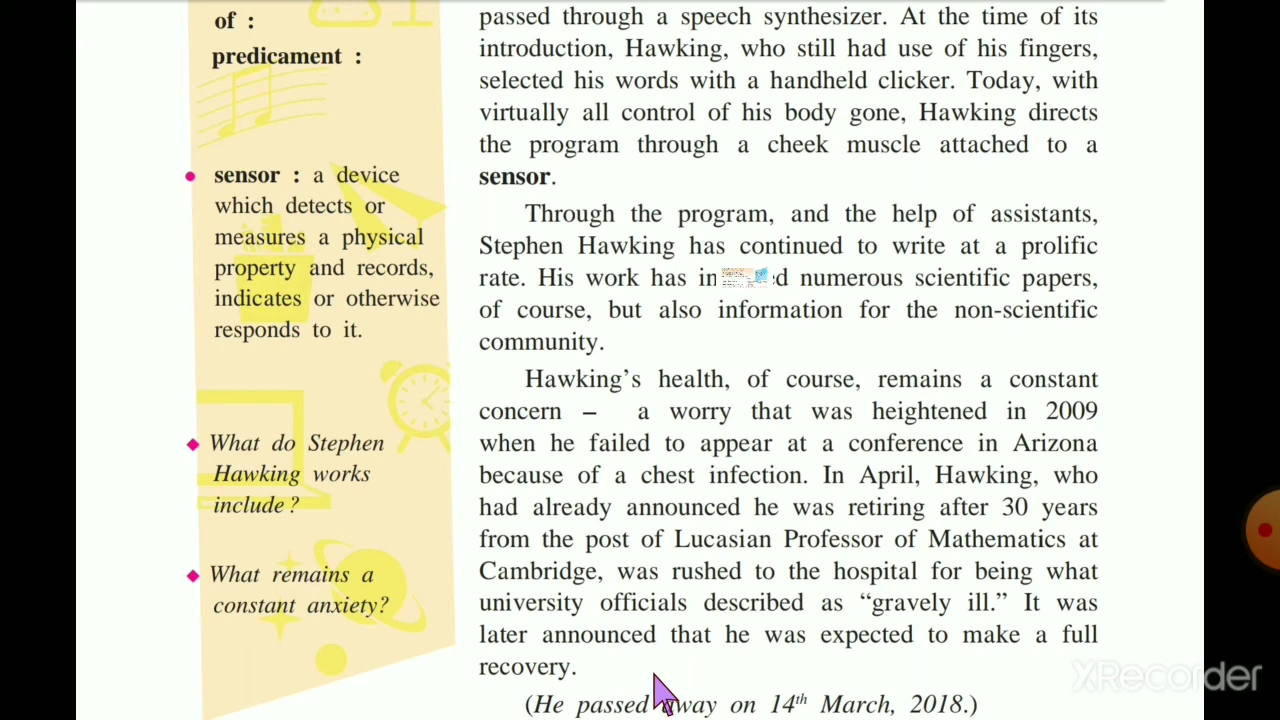 of :
predicament :
sensor : a device
which detects or
measures a physical
property and records,
indicates or otherwise
responds to it.
What do Stephen
Hawking works
include?
What remains a
constant anxiety?
passed through a speech synthesizer. At the time of its
introduction, Hawking, who still had use of his fingers,
selected his words with a handheld clicker. Today, with
virtually all control of his body gone, Hawking directs
the program through a cheek muscle attached to a
sensor.
Through the program, and the help of assistants,
Stephen Hawking has continued to write at a prolific
rate. His work has numerous scientific papers,
of course, but also information for the non-scientific
community.
Hawking's health, of course, remains a constant
concern – a worry that was heightened in 2009
when he failed to appear at a conference in Arizona
because of a chest infection. In April, Hawking, who
had already announced he was retiring after 30 years
from the post of Lucasian Professor of Mathematics at
Cambridge, was rushed to the hospital for being what
university officials described as “gravely ill.” It was
later announced that he was expected to make a full
recovery.
(He passed away on 14th March, 2018.)
XRecorder